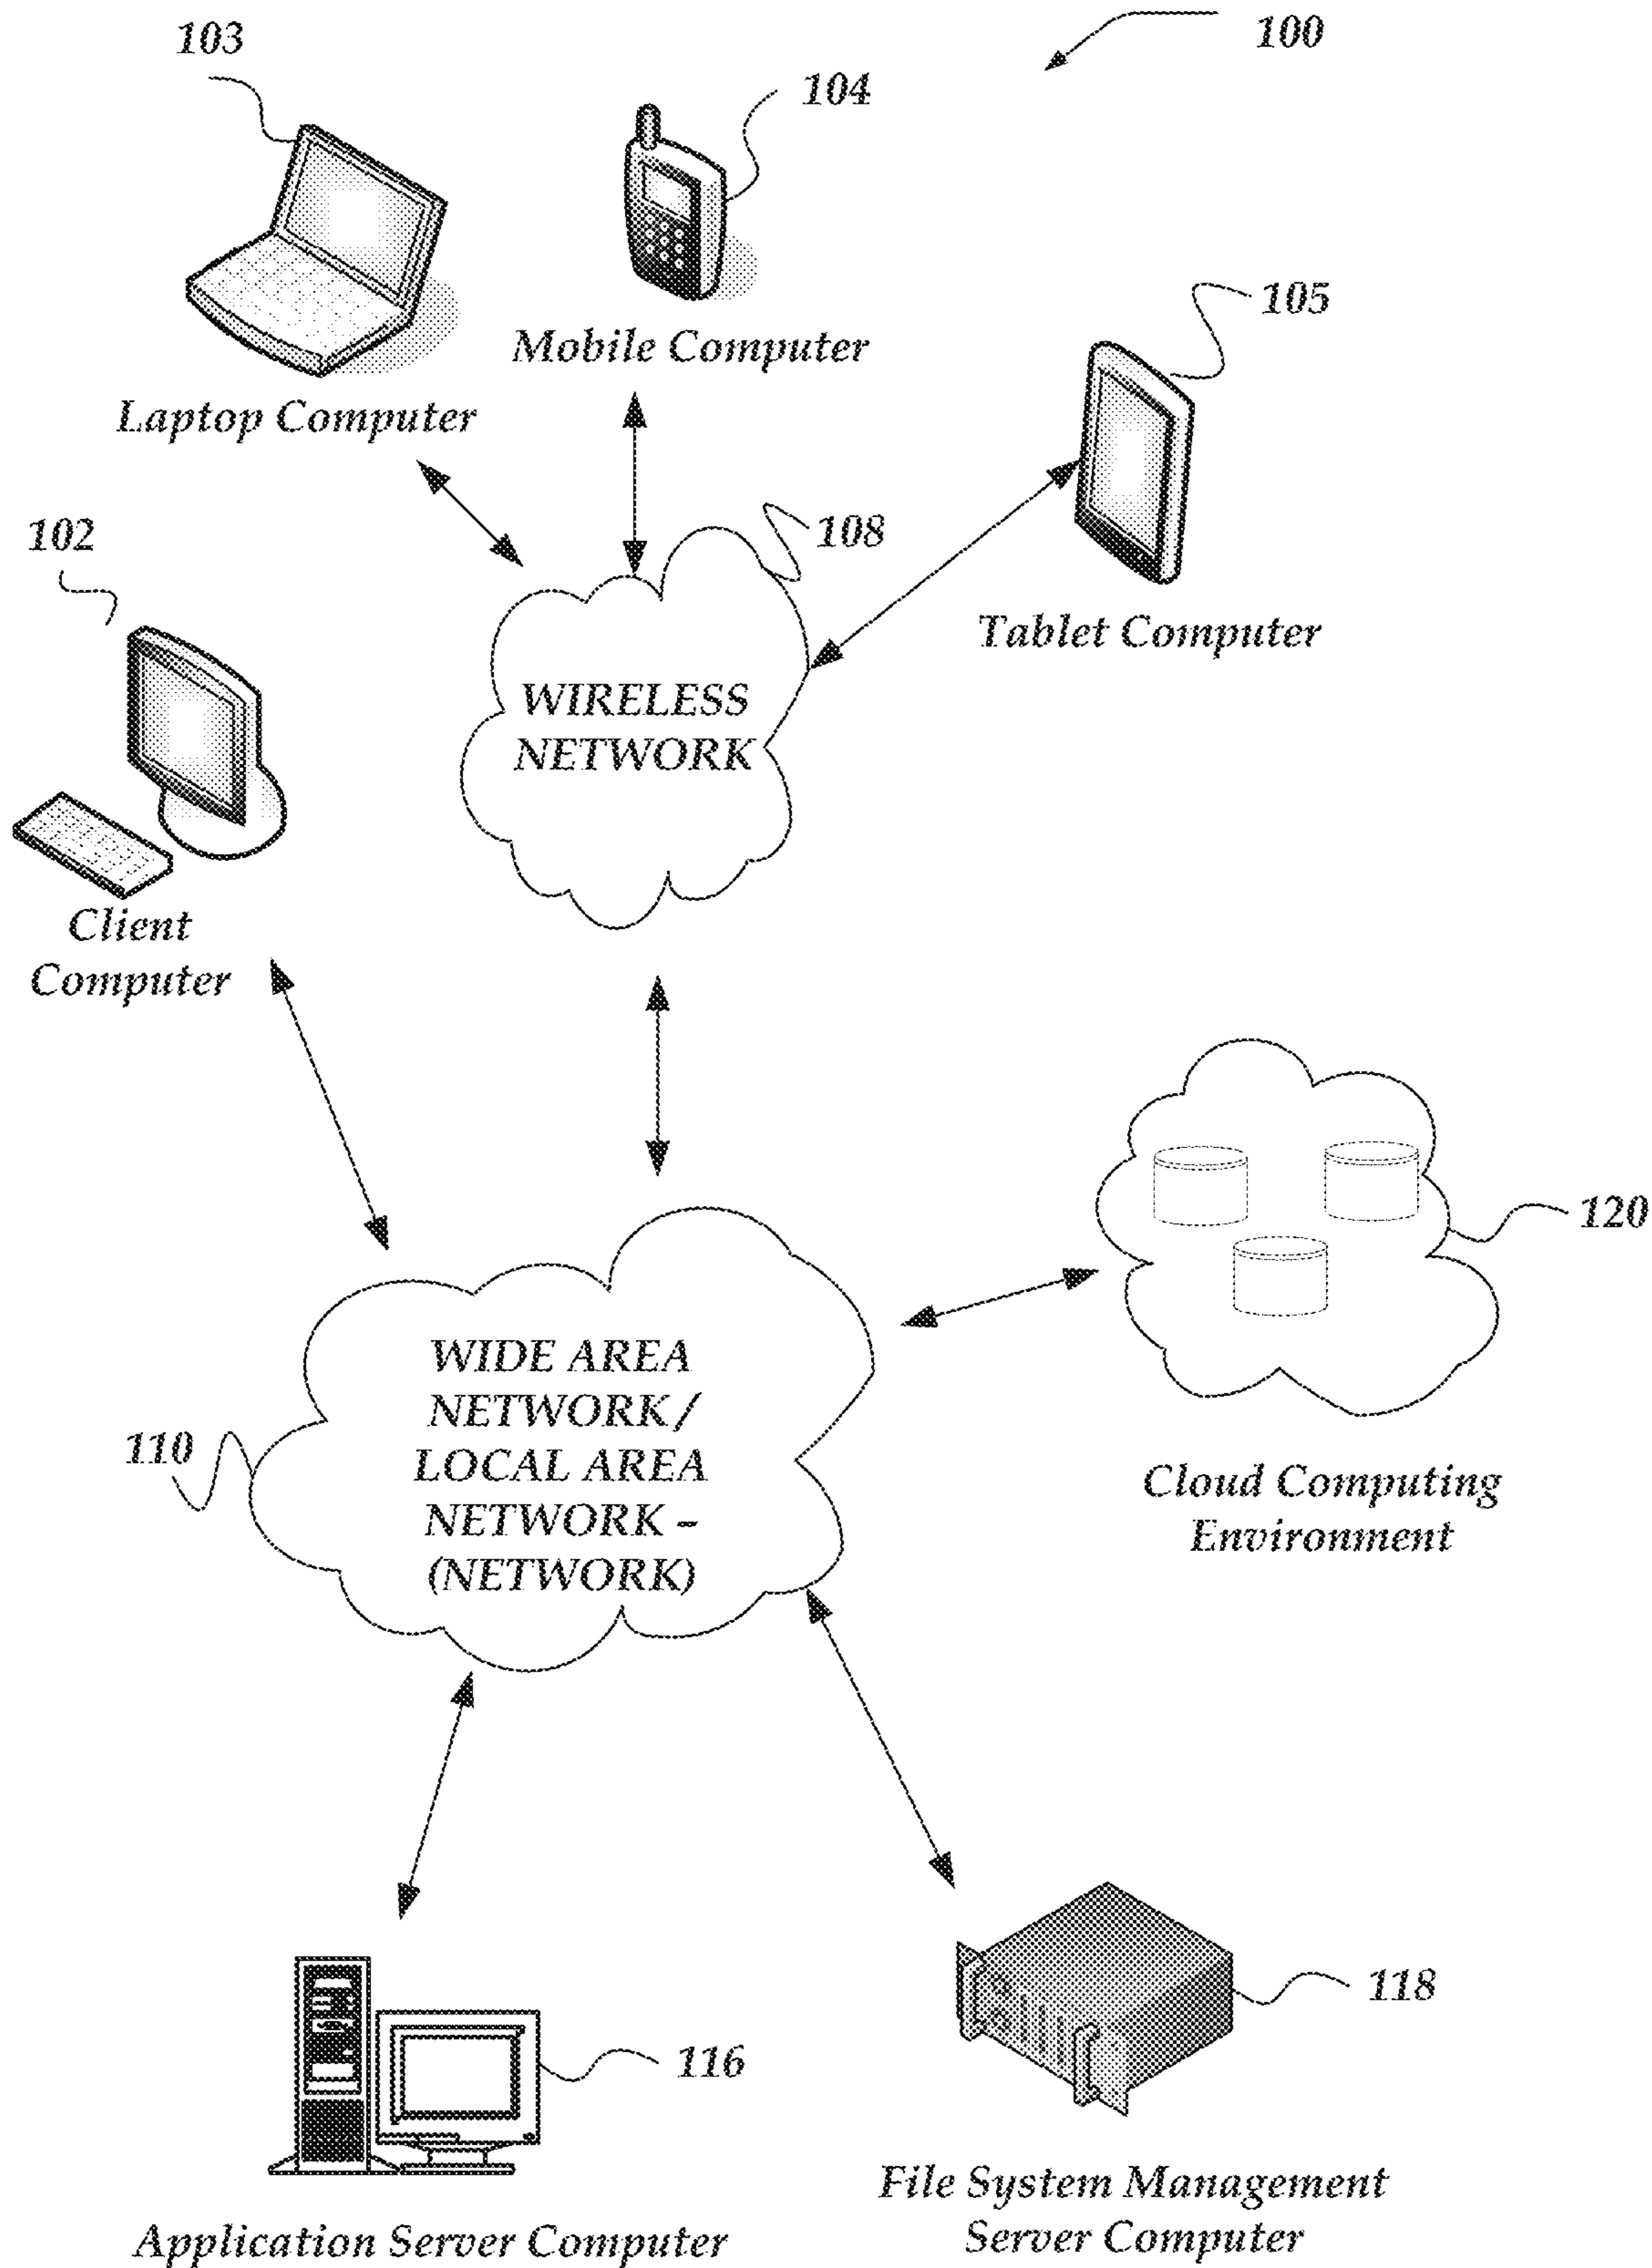 103
100
104
105
Mobile Computer
Laptop Computer
102
108
Tablet Computer
WIRELESS
NETWORK
Client
Computer
120
WIDE AREA
NETWORK /
LOCAL AREA
NETWORK –
(NETWORK)
110
Cloud Computing
Environment
118
116
File System Management
Server Computer
Application Server Computer